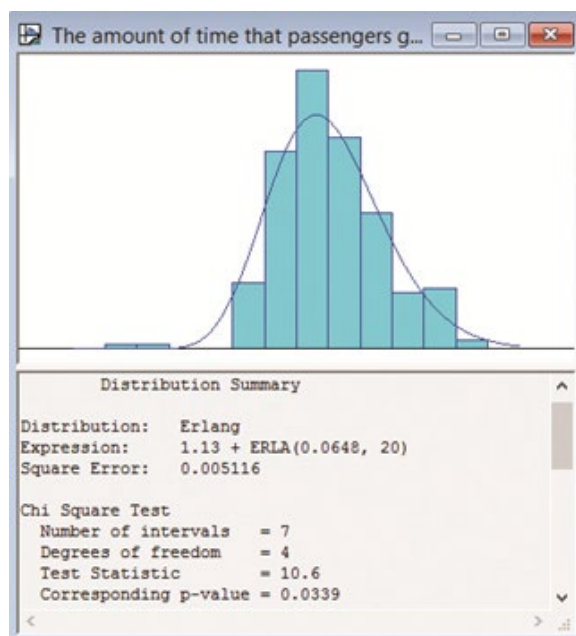 The amount of time that passengers g...
Distribution Summary
Distribution: Erlang
Expression: 1.13 + ERLA(0.0648, 20)
Square Error: 0.005116
Chi Square Test
Number of intervals = 7
Degrees of freedom = 4
Test Statistic = 10.6
Corresponding p-value = 0.0339